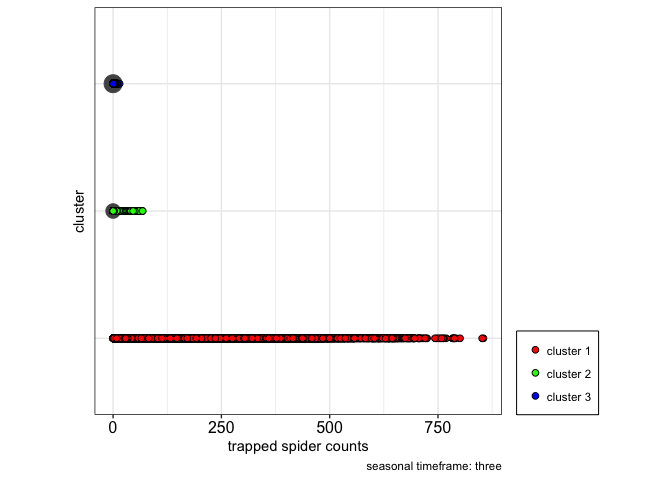 cluster
cluster 1
cluster 2
cluster 3
0 250 500 750
trapped spider counts
seasonal timeframe: three